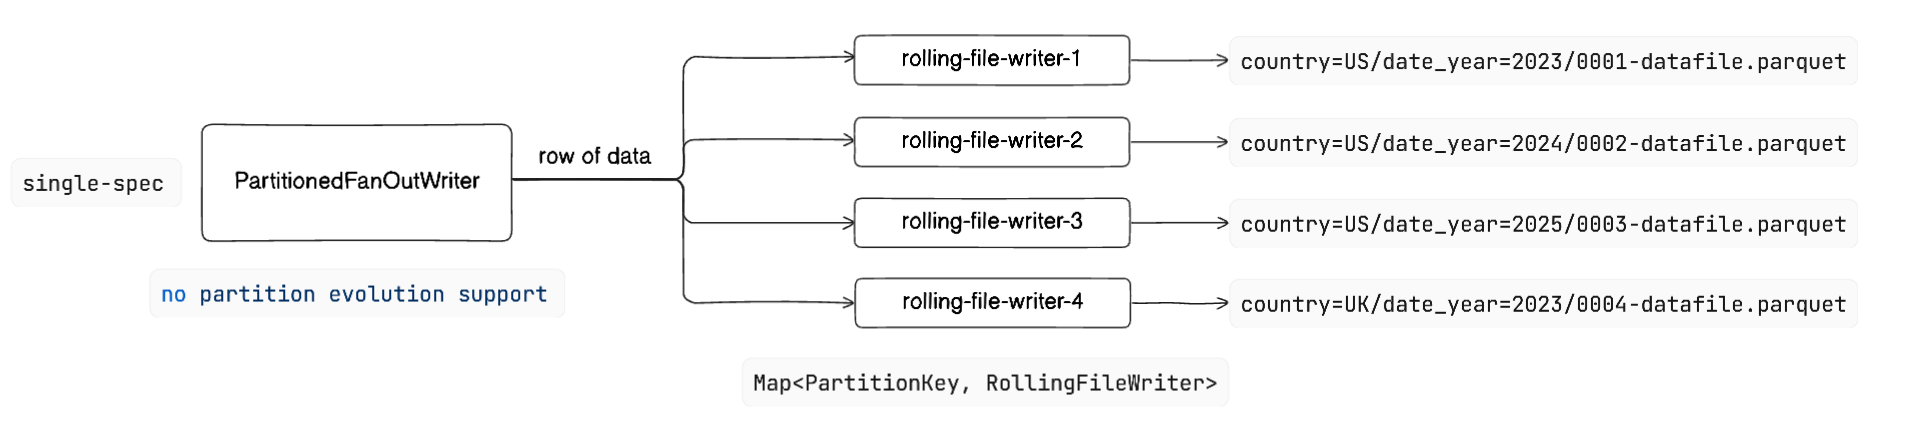 single-spec
PartitionedFanOutWriter
no partition evolution support
row of data
rolling-file-writer-1
country=US/date_year=2023/0001-datafile.parquet
rolling-file-writer-2
country=US/date_year=2024/0002-datafile.parquet
rolling-file-writer-3
country=US/date_year=2025/0003-datafile.parquet
rolling-file-writer-4
country=UK/date_year=2023/0004-datafile.parquet
Map<PartitionKey, RollingFileWriter>